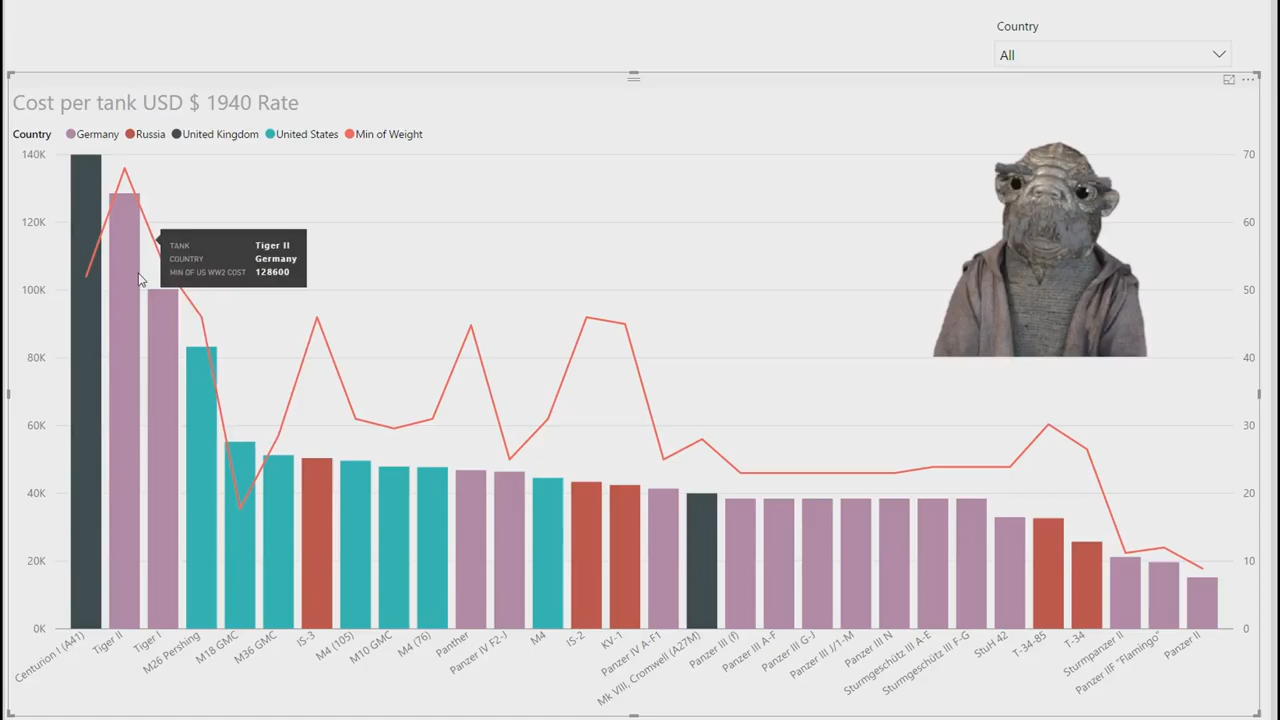 Country
All
Cost per tank USD $ 1940 Rate
Country Germany Russia United Kingdom United States Min of Weight
140K
120K
100K
80K
60K
40K
20K
0K
70
60
50
40
30
20
10
0
TANK Tiger II
COUNTRY Germany
MIN OF US WW2 COST 128600
Centurion I (A41)
Tiger II
Tiger I
M26 Pershing
M18 GMC
M36 GMC
IS-3
M4 (105)
M10 GMC
M4 (76)
Panther
Panzer IV F2-J
M4
IS-2
KV-1
Panzer IV A-F1
Mk VIII, Cromwell (A27M)
Panzer III (f)
Panzer III A-F
Panzer III G-J
Panzer III J/1-M
Panzer III N
Sturmgeschütz III A-E
Sturmgeschütz III F-G
StuH 42
T-34-85
T-34
Sturmpanzer II
Panzer IIF "Flamingo"
Panzer II